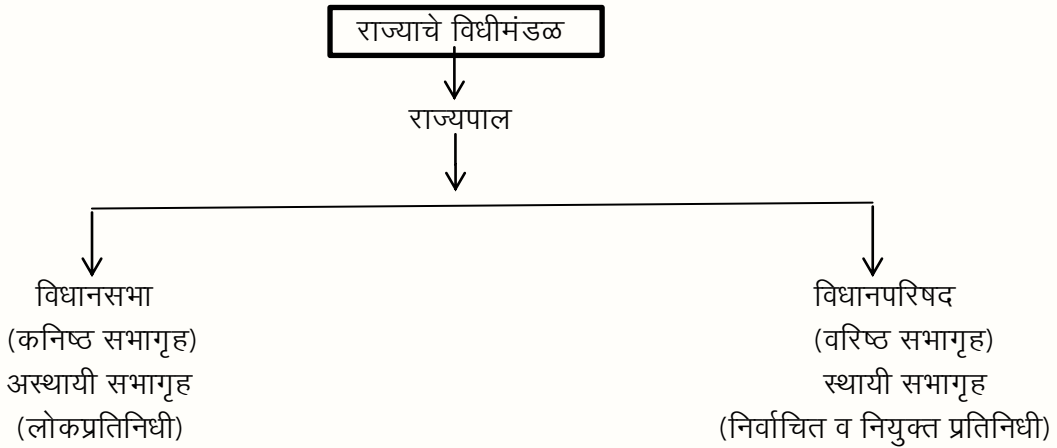 राज्याचे विधीमंडळ
राज्यपाल
विधानसभा
(कनिष्ठ सभागृह)
अस्थायी सभागृह
(लोकप्रतिनिधी)
विधानपरिषद
(वरिष्ठ सभागृह)
स्थायी सभागृह
(निर्वाचित व नियुक्त प्रतिनिधी)